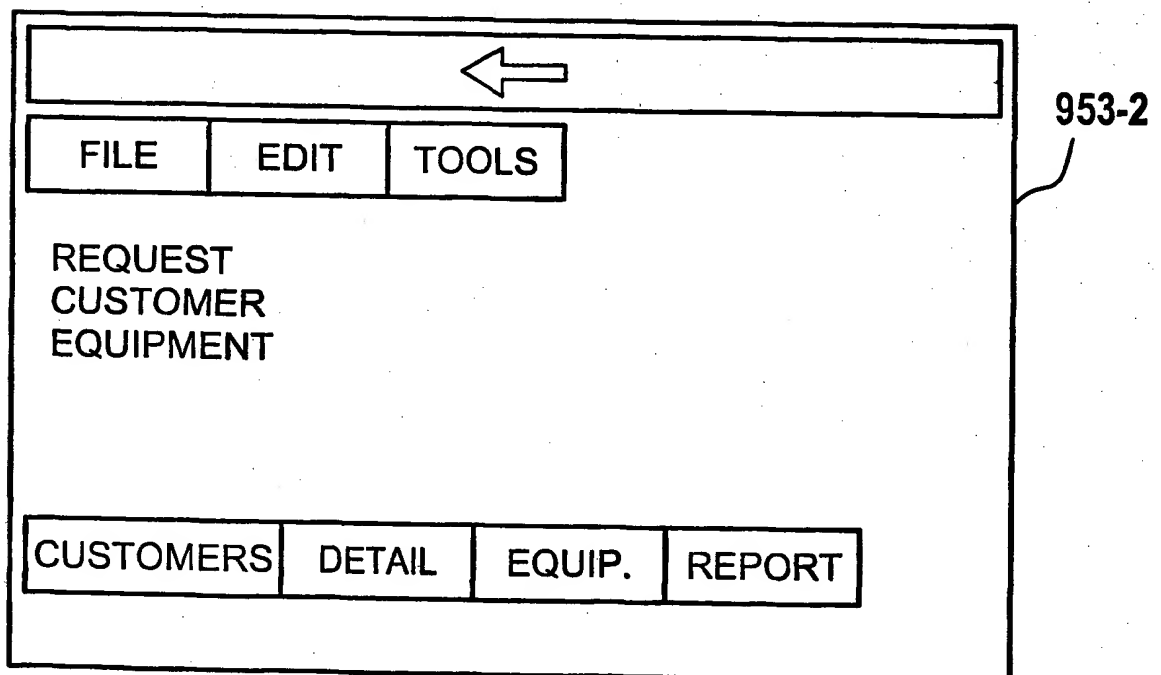 953-2
FILE EDIT TOOLS
REQUEST
CUSTOMER
EQUIPMENT
CUSTOMERS DETAIL EQUIP. REPORT